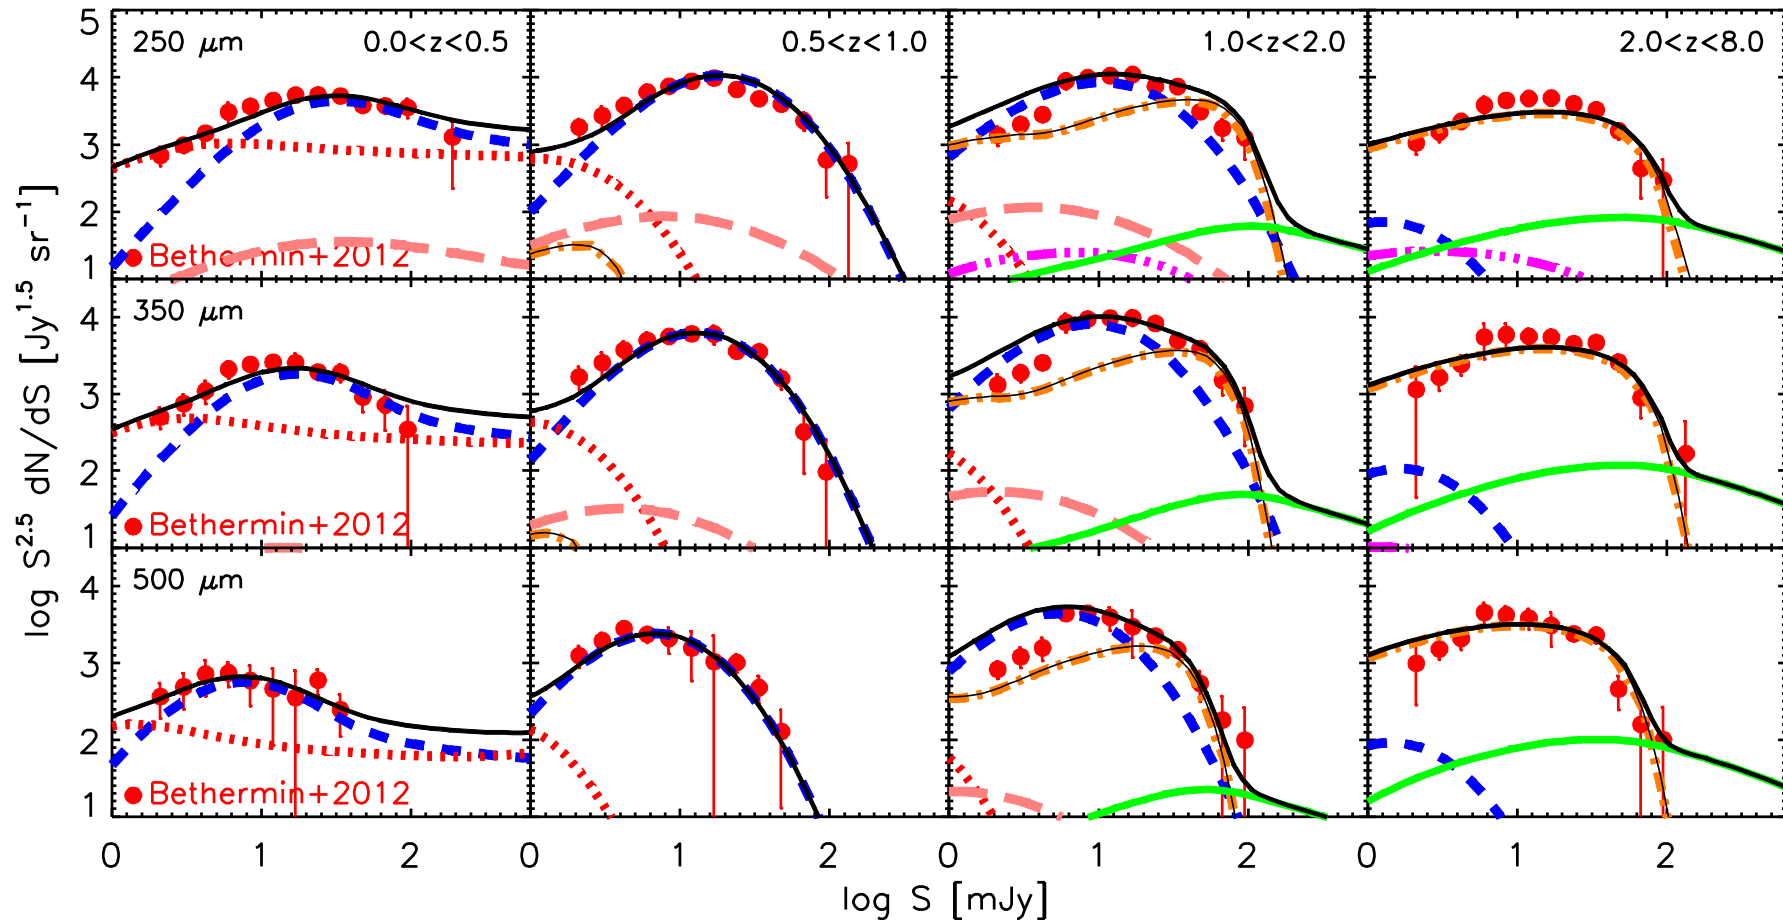 5
250 μm
0.0<z<0.5
0.5<z<1.0
1.0<z<2.0
2.0<z<8.0
4
3
2
Bethermin+2012
1
350 μm
4
3
2
Bethermin+2012
1
500 μm
4
3
2
Bethermin+2012
1
log S^2.5 dN/dS [Jy^1.5 sr^−1]
0 1 2 0 1 2 0 1 2 0 1 2
log S [mJy]